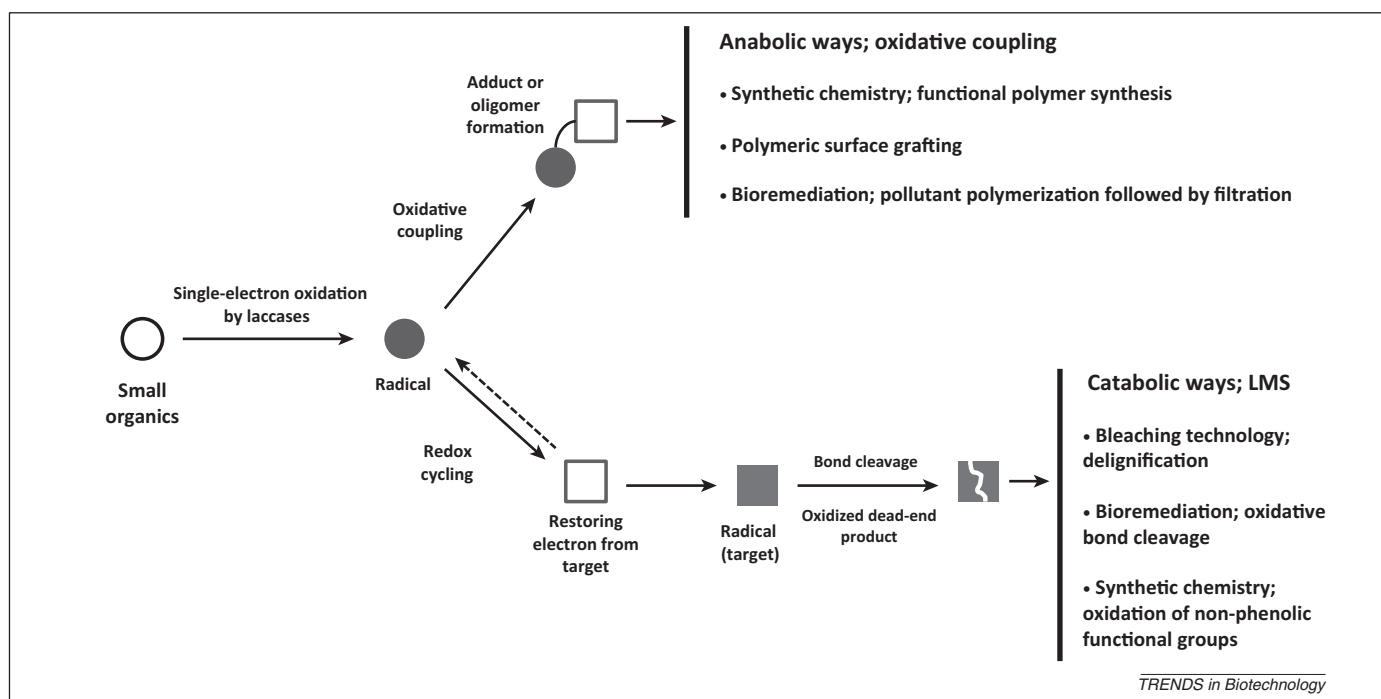 Anabolic ways; oxidative coupling
• Synthetic chemistry; functional polymer synthesis
• Polymeric surface grafting
• Bioremediation; pollutant polymerization followed by filtration
Adduct or
oligomer
formation
Oxidative
coupling
Single-electron oxidation
by laccases
Small
organics
Radical
Redox
cycling
Restoring
electron from
target
Radical
(target)
Bond cleavage
Oxidized dead-end
product
Catabolic ways; LMS
• Bleaching technology;
delignification
• Bioremediation; oxidative
bond cleavage
• Synthetic chemistry;
oxidation of non-phenolic
functional groups
TRENDS in Biotechnology